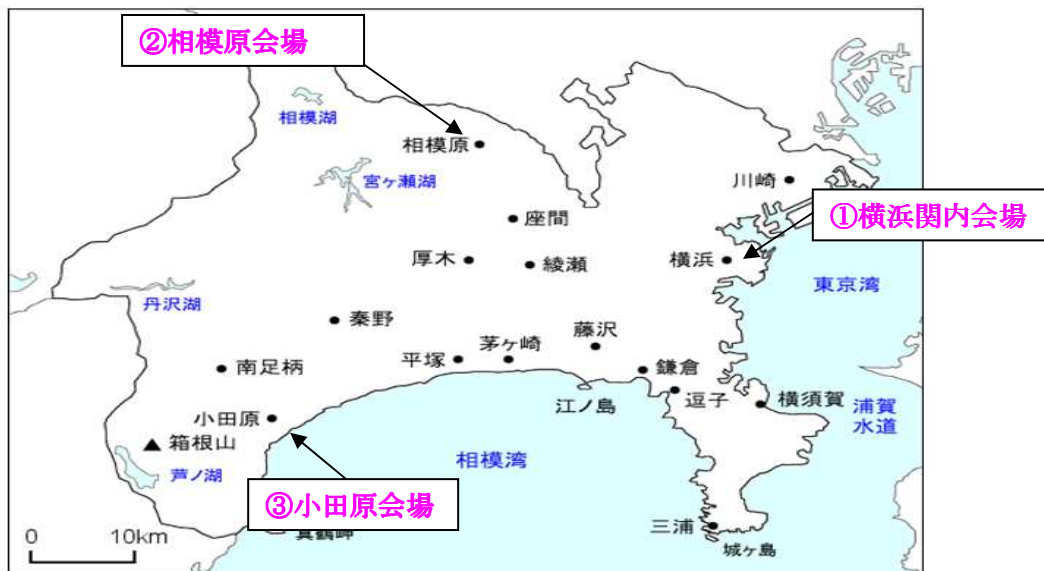 ②相模原会場
相模湖
相模原
宮ヶ瀬湖
川崎
①横浜関内会場
座間
厚木
綾瀬
横浜
東京湾
丹沢湖
秦野
藤沢
平塚
茅ヶ崎
南足柄
鎌倉
江ノ島
逗子
横須賀
浦賀
水道
小田原
箱根山
相模湾
芦ノ湖
③小田原会場
真鶴岬
三浦
城ヶ島
0
10km